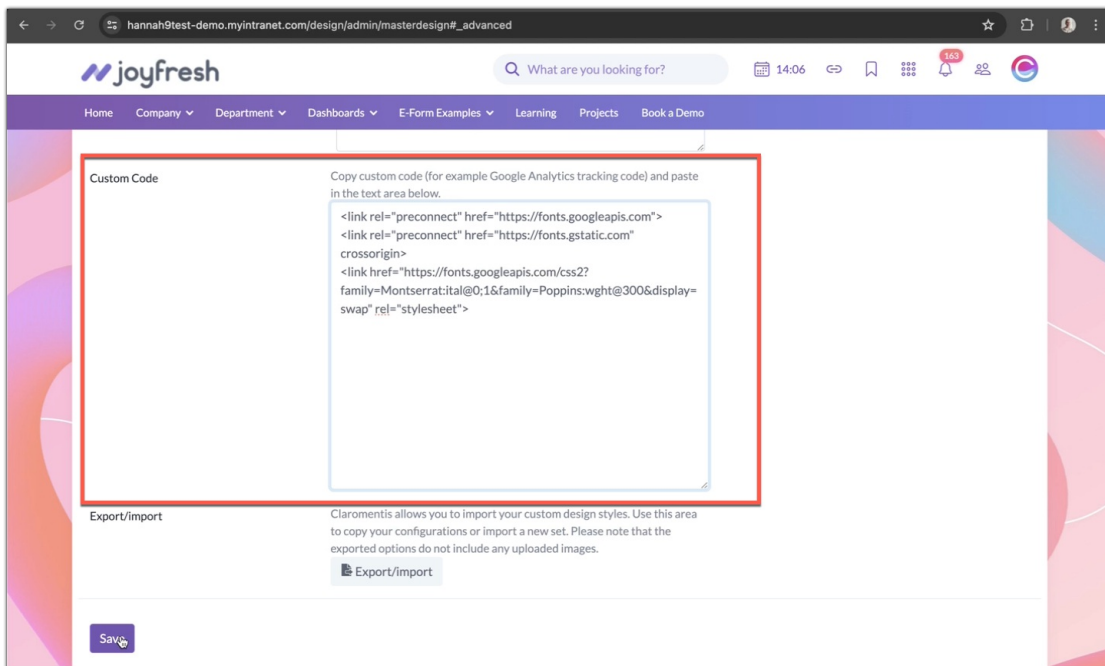 hannah9test-demo.myintranet.com/design/admin/masterdesign#_advanced
joyfresh
What are you looking for?
14:06
163
Home Company Department Dashboards E-Form Examples Learning Projects Book a Demo
Custom Code
Copy custom code (for example Google Analytics tracking code) and paste
in the text area below.
<link rel="preconnect" href="https://fonts.googleapis.com">
<link rel="preconnect" href="https://fonts.gstatic.com"
crossorigin>
<link href="https://fonts.googleapis.com/css2?
family=Montserrat:ital@0;1&family=Poppins:wght@300&display=
swap" rel="stylesheet">
Export/import
Claromentis allows you to import your custom design styles. Use this area
to copy your configurations or import a new set. Please note that the
exported options do not include any uploaded images.
Export/import
Save